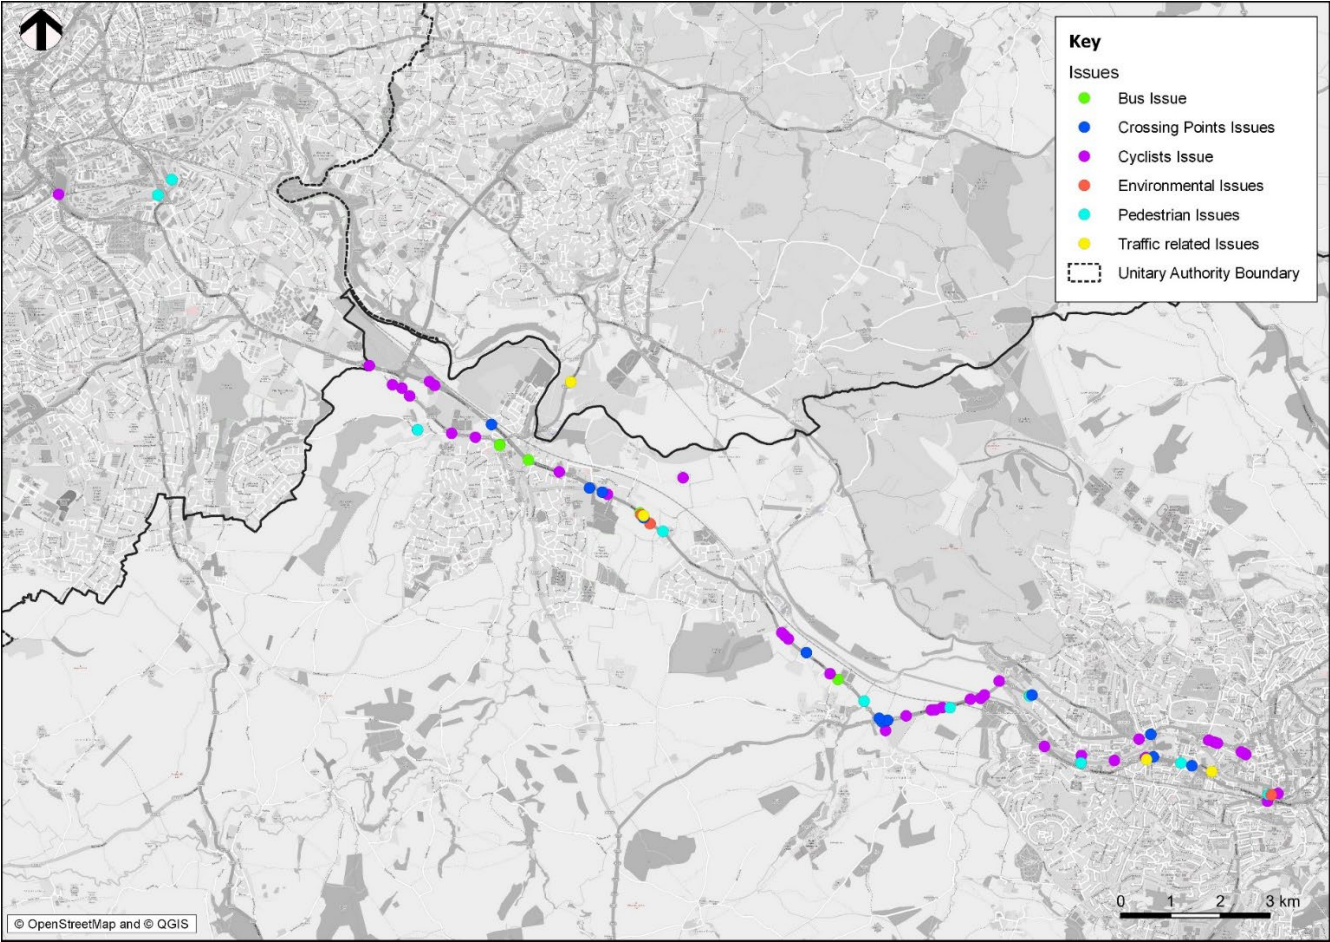 Key
Issues
Bus Issue
Crossing Points Issues
Cyclists Issue
Environmental Issues
Pedestrian Issues
Traffic related Issues
Unitary Authority Boundary
0 1 2 3 km
© OpenStreetMap and © QGIS